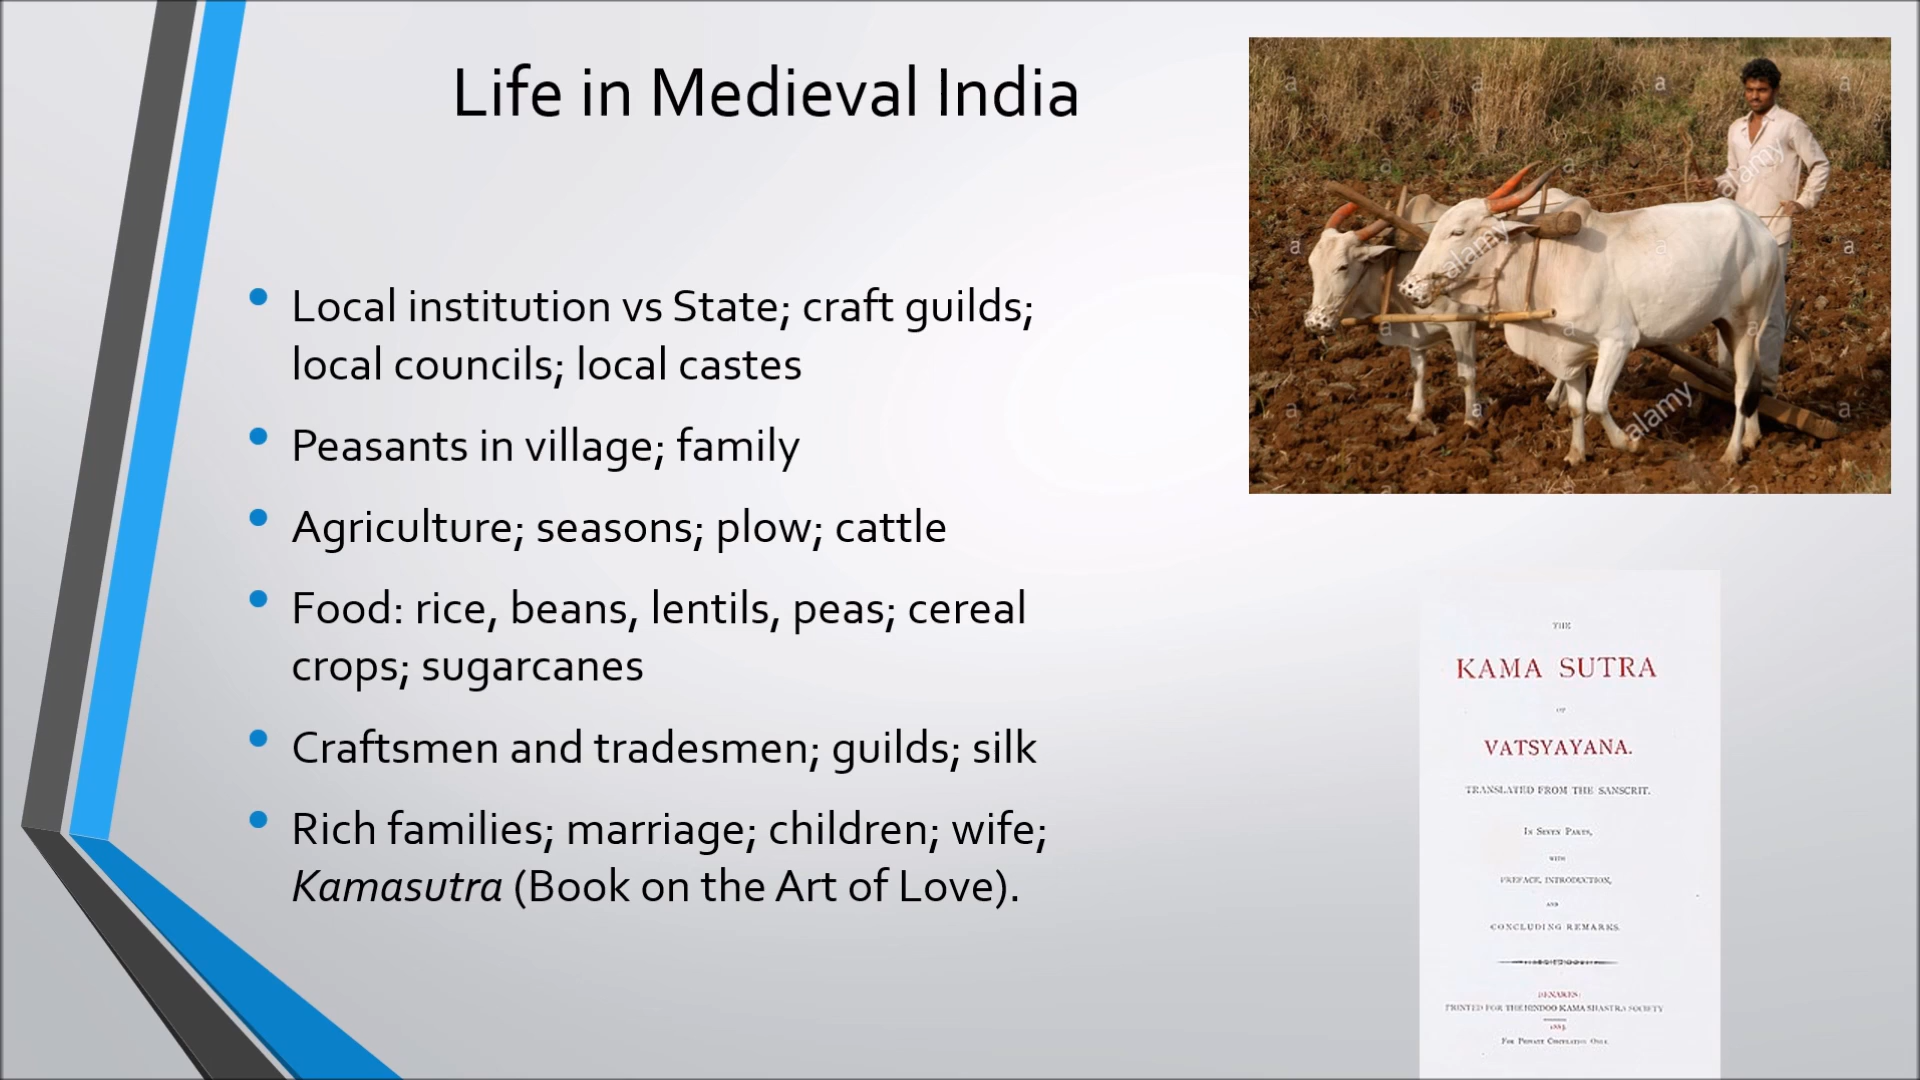 Life in Medieval India
Local institution vs State; craft guilds;
local councils; local castes
Peasants in village; family
Agriculture; seasons; plow; cattle
Food: rice, beans, lentils, peas; cereal
crops; sugarcanes
Craftsmen and tradesmen; guilds; silk
Rich families; marriage; children; wife;
Kamasutra (Book on the Art of Love).
alamy
alamy
alamy
THE
KAMA SUTRA
OF
VATSYAYANA.
TRANSLATED FROM THE SANSCRIT.
In Seven Parts,
WITH
PREFACE, INTRODUCTION,
AND
CONCLUDING REMARKS.
BENARES:
PRINTED FOR THE HINDOO KAMA SHASTRA SOCIETY
1883.
For Private Circulation Only.